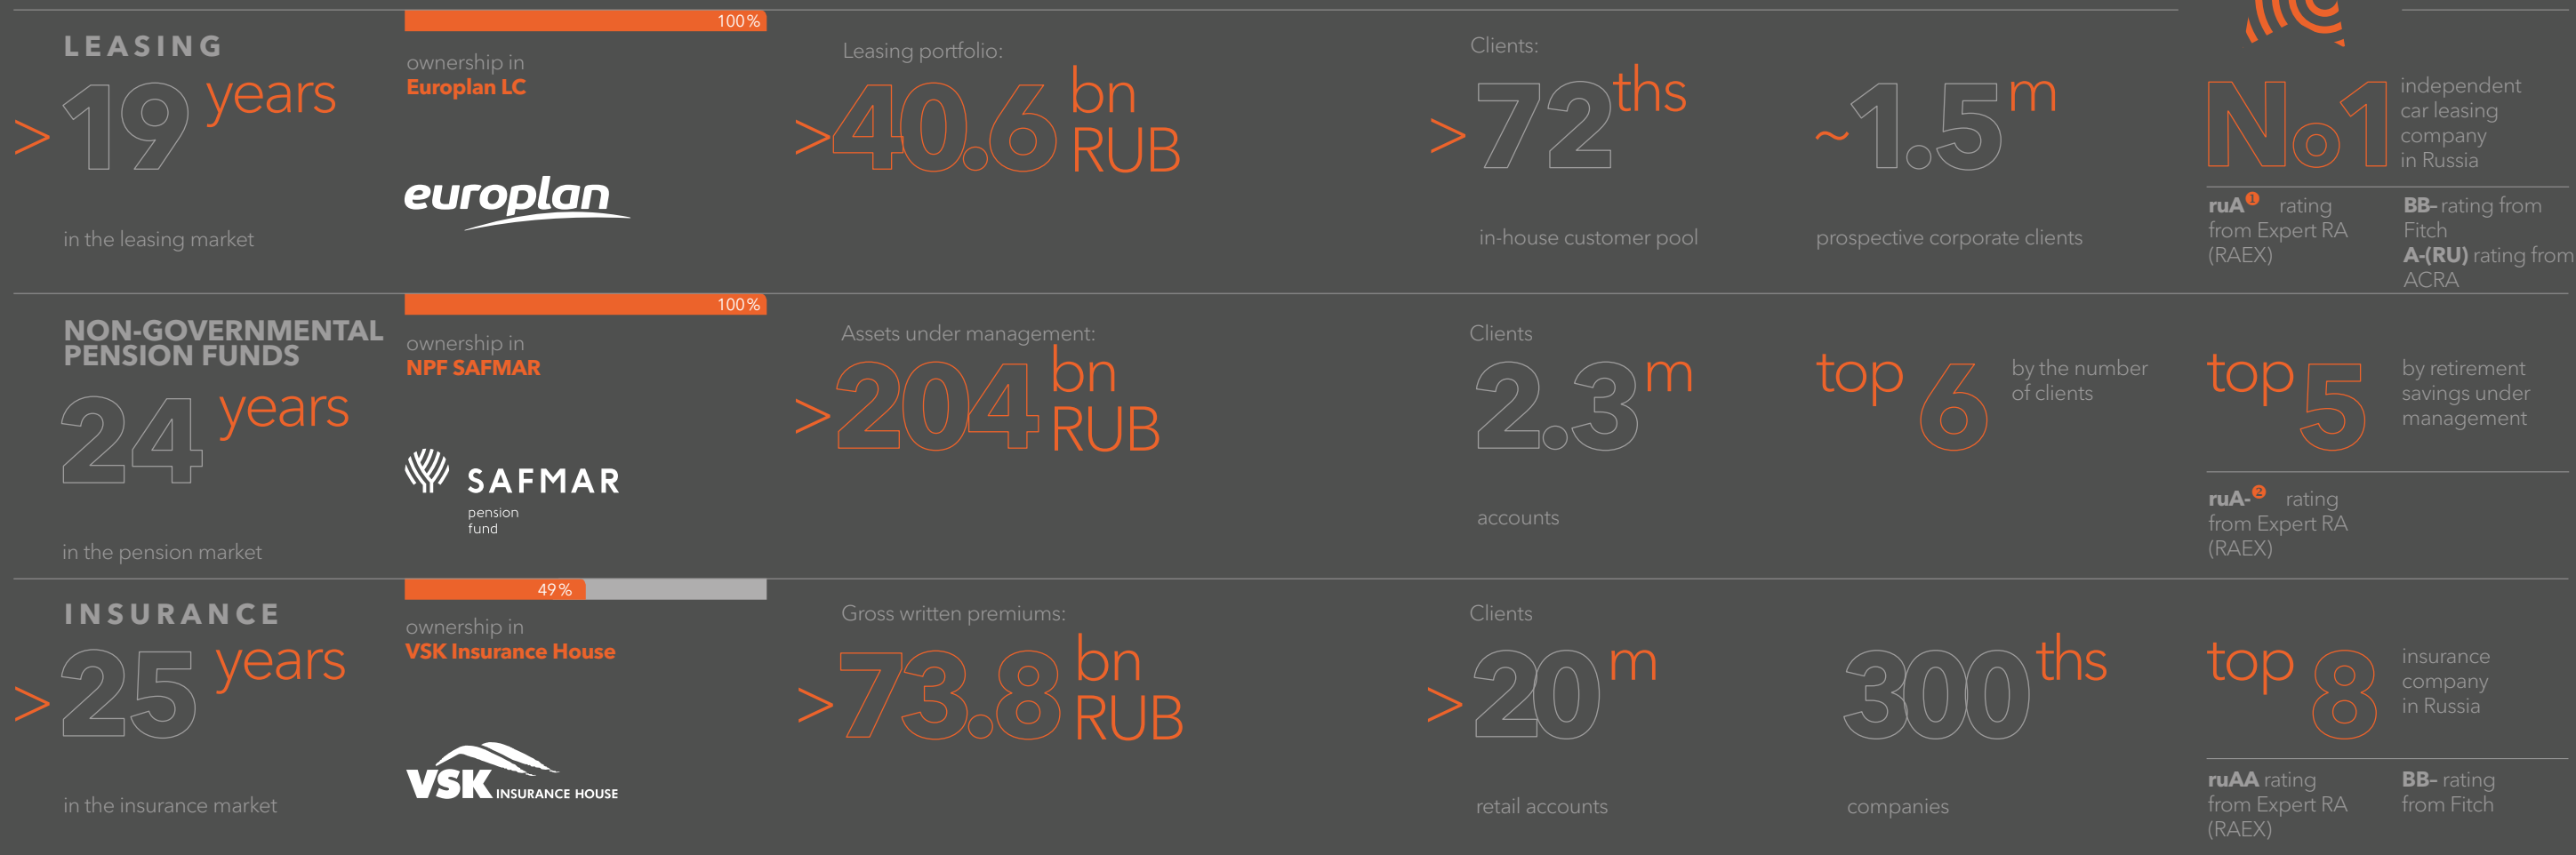 100%
LEASING
>19 years
in the leasing market
ownership in
Europlan LC
europlan
Leasing portfolio:
>40.6 bn
RUB
Clients:
>72 ths
in-house customer pool
~1.5 m
prospective corporate clients
No1
independent
car leasing
company
in Russia
ruA❶ rating
from Expert RA
(RAEX)
BB– rating from
Fitch
A-(RU) rating from
ACRA
100%
NON-GOVERNMENTAL
PENSION FUNDS
24 years
in the pension market
ownership in
NPF SAFMAR
SAFMAR
pension
fund
Assets under management:
>204 bn
RUB
Clients
2.3 m
accounts
top 6
by the number
of clients
top 5
by retirement
savings under
management
ruA-❷ rating
from Expert RA
(RAEX)
49%
INSURANCE
>25 years
in the insurance market
ownership in
VSK Insurance House
VSK INSURANCE HOUSE
Gross written premiums:
>73.8 bn
RUB
Clients
>20 m
retail accounts
300 ths
companies
top 8
insurance
company
in Russia
ruAA rating
from Expert RA
(RAEX)
BB– rating
from Fitch